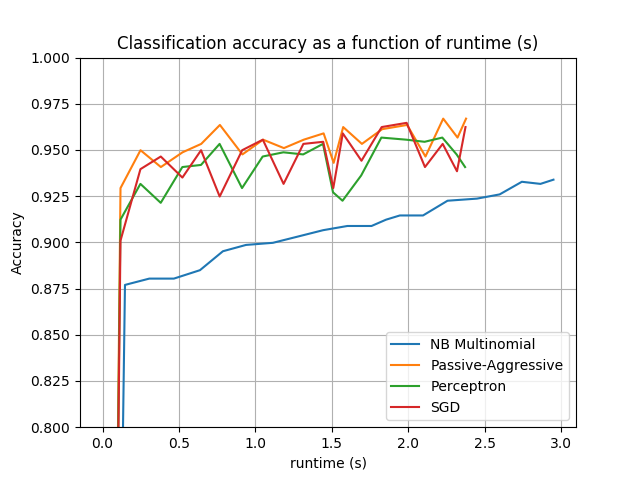 Classification accuracy as a function of runtime (s)
1.000
0.975
0.950
0.925
0.900
0.875
0.850
0.825
0.800
Accuracy
NB Multinomial
Passive-Aggressive
Perceptron
SGD
0.0 0.5 1.0 1.5 2.0 2.5 3.0
runtime (s)